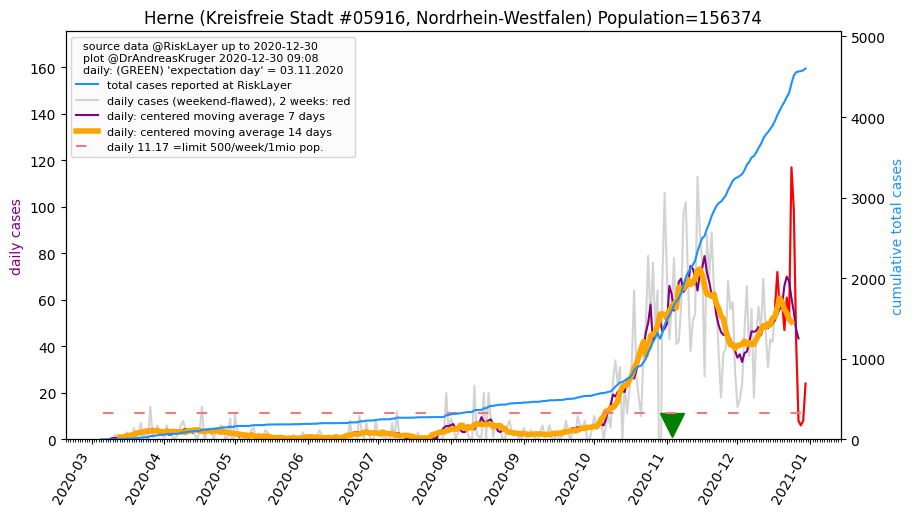 Herne (Kreisfreie Stadt #05916, Nordrhein-Westfalen) Population=156374
source data @RiskLayer up to 2020-12-30
plot @DrAndreasKruger 2020-12-30 09:08
daily: (GREEN) 'expectation day' = 03.11.2020
total cases reported at RiskLayer
daily cases (weekend-flawed), 2 weeks: red
daily: centered moving average 7 days
daily: centered moving average 14 days
daily 11.17 =limit 500/week/1mio pop.
daily cases
160
140
120
100
80
60
40
20
0
5000
4000
3000
2000
1000
0
cumulative total cases
2020-03
2020-04
2020-05
2020-06
2020-07
2020-08
2020-09
2020-10
2020-11
2020-12
2021-01